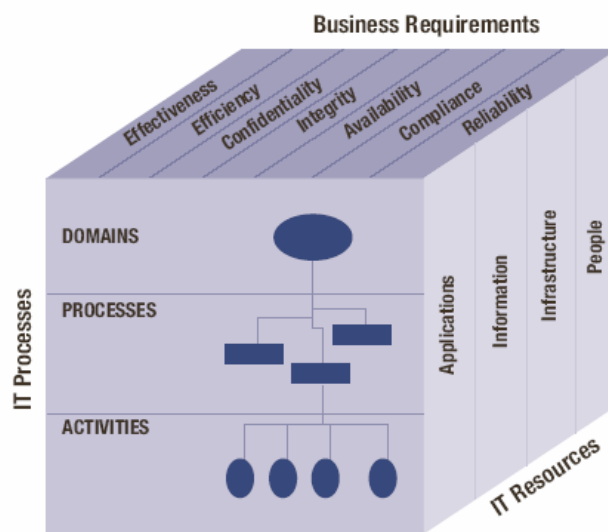 Business Requirements
Effectiveness
Efficiency
Confidentiality
Integrity
Availability
Compliance
Reliability
IT Processes
DOMAINS
PROCESSES
ACTIVITIES
Applications
Information
Infrastructure
People
IT Resources